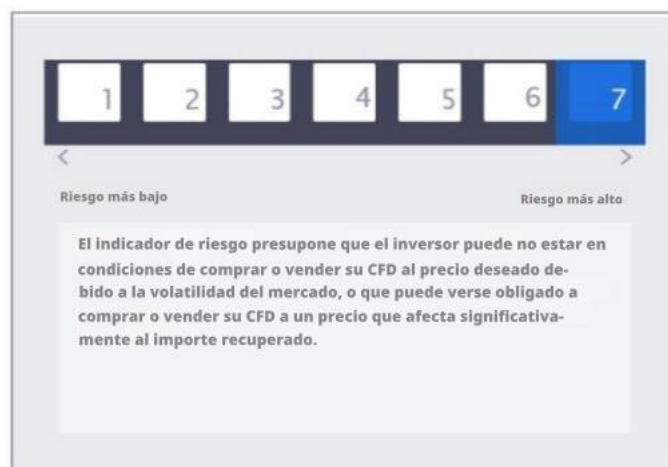 1 2 3 4 5 6 7
< >
Riesgo más bajo Riesgo más alto
El indicador de riesgo presupone que el inversor puede no estar en
condiciones de comprar o vender su CFD al precio deseado de-
bido a la volatilidad del mercado, o que puede verse obligado a
comprar o vender su CFD a un precio que afecta significativa-
mente al importe recuperado.